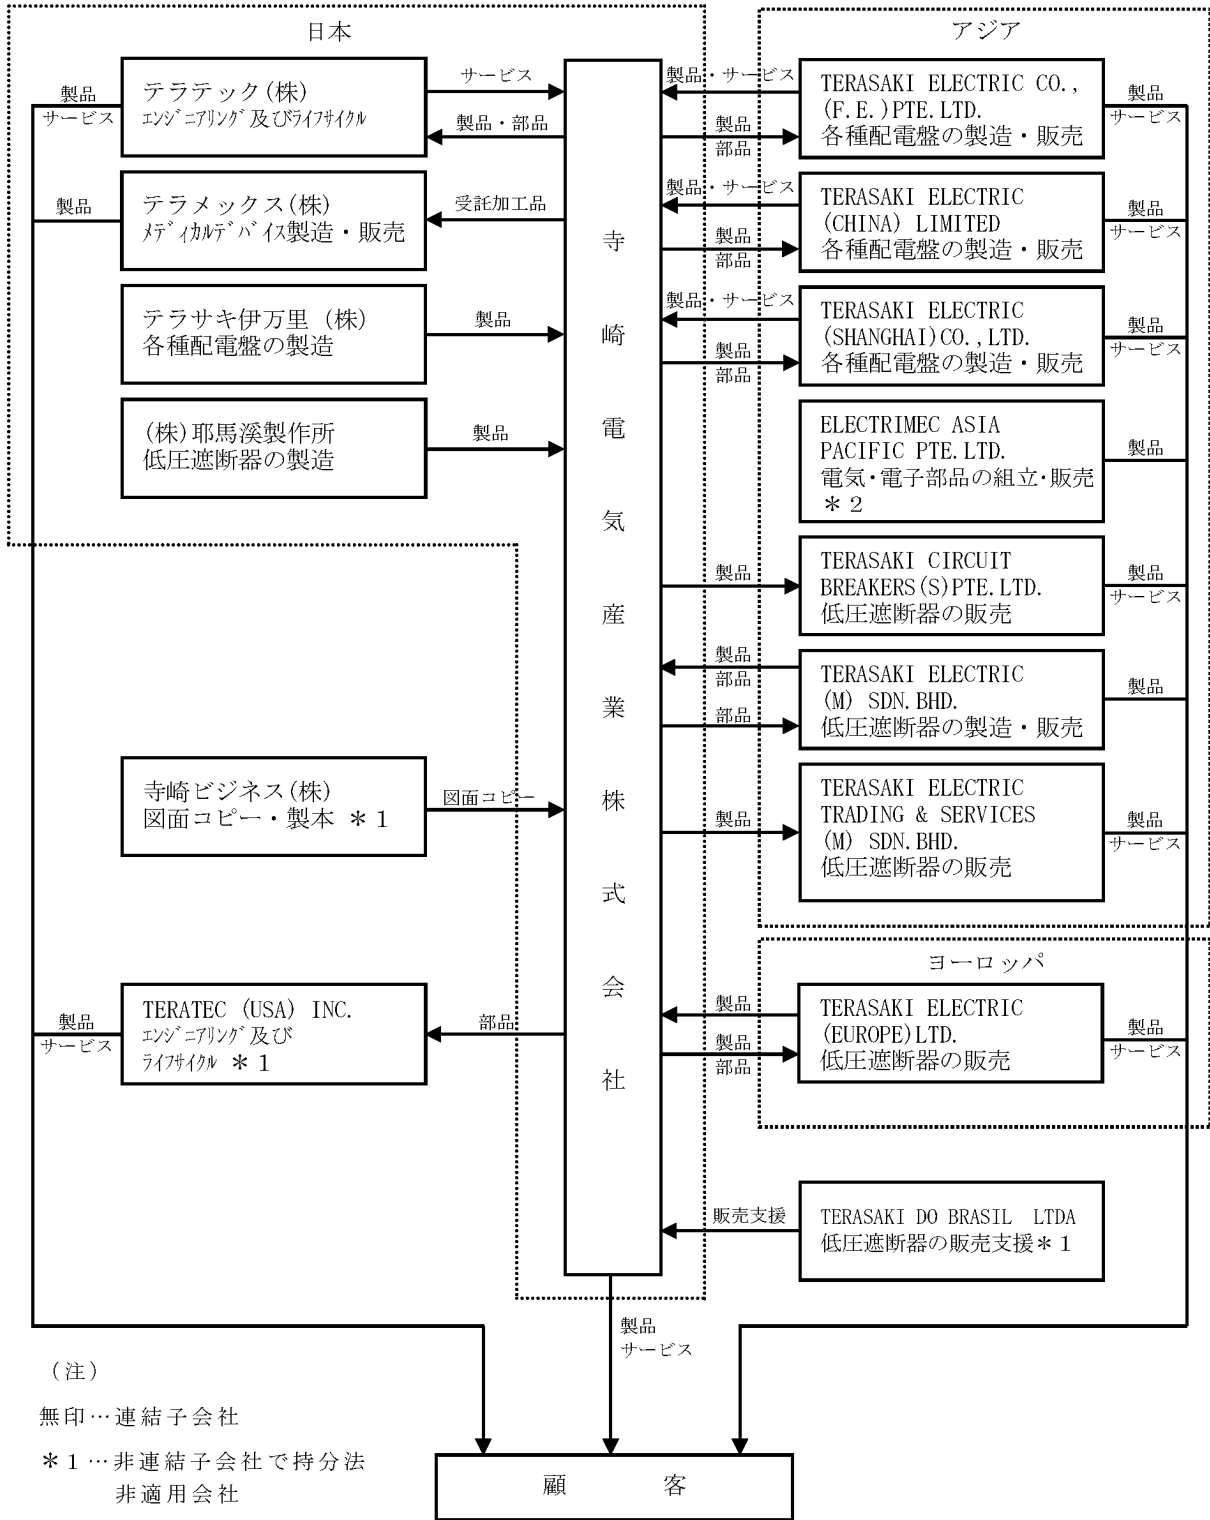 日本
製品
サービス
テラテック(株)
エンジニアリング及びライフサイクル
サービス
製品・部品
製品
テラメックス(株)
メディカルデバイス製造・販売
受託加工品
テラサキ伊万里 (株)
各種配電盤の製造
製品
(株)耶馬溪製作所
低圧遮断器の製造
製品
寺崎ビジネス(株)
図面コピー・製本 *1
図面コピー
製品
サービス
TERATEC (USA) INC.
エンジニアリング及び
ライフサイクル *1
部品
寺崎電気産業株式会社
アジア
製品・サービス
製品
部品
TERASAKI ELECTRIC CO.,
(F.E.)PTE.LTD.
各種配電盤の製造・販売
製品
サービス
製品・サービス
製品
部品
TERASAKI ELECTRIC
(CHINA) LIMITED
各種配電盤の製造・販売
製品
サービス
製品・サービス
製品
部品
TERASAKI ELECTRIC
(SHANGHAI)CO.,LTD.
各種配電盤の製造・販売
製品
サービス
ELECTRIMEC ASIA
PACIFIC PTE.LTD.
電気・電子部品の組立・販売
*2
製品
製品
TERASAKI CIRCUIT
BREAKERS(S)PTE.LTD.
低圧遮断器の販売
製品
サービス
製品
部品
部品
TERASAKI ELECTRIC
(M) SDN.BHD.
低圧遮断器の製造・販売
製品
製品
TERASAKI ELECTRIC
TRADING & SERVICES
(M) SDN.BHD.
低圧遮断器の販売
製品
サービス
ヨーロッパ
製品
製品
部品
TERASAKI ELECTRIC
(EUROPE)LTD.
低圧遮断器の販売
製品
サービス
販売支援
TERASAKI DO BRASIL LTDA
低圧遮断器の販売支援*1
製品
サービス
(注)
無印…連結子会社
*1…非連結子会社で持分法
非適用会社
顧 客